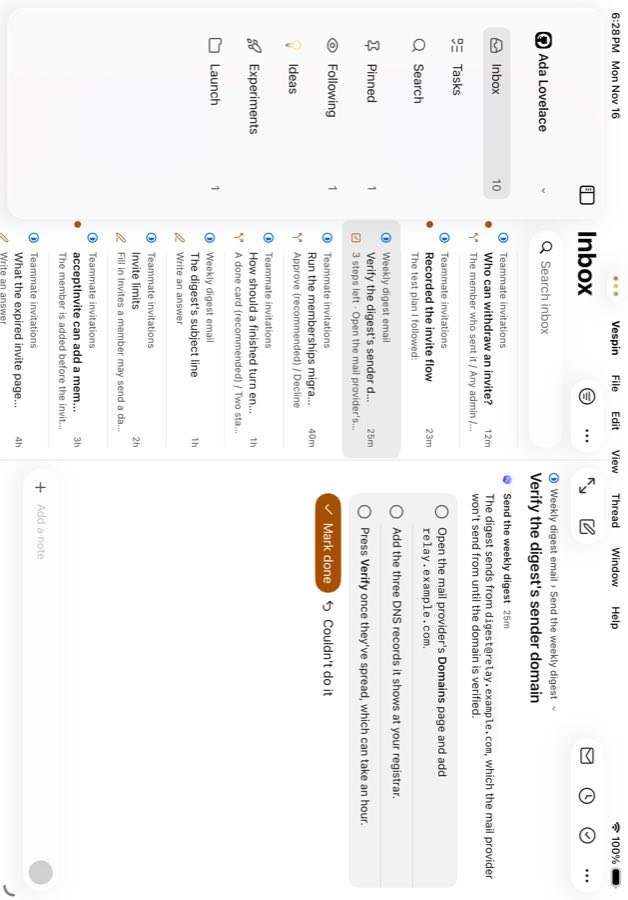 6:28 PM Mon Nov 16
Vespin File Edit View Thread Window Help
100%
Ada Lovelace
Inbox 10
Tasks
Search
Pinned 1
Following 1
Ideas
Experiments
Launch 1
Inbox
Search inbox
Teammate invitations
Who can withdraw an invite? 12m
The member who sent it / Any admin /...
Teammate invitations
Recorded the invite flow 23m
The test plan I followed:
Weekly digest email
Verify the digest's sender d... 25m
3 steps left · Open the mail provider's...
Teammate invitations
Run the memberships migra... 40m
Approve (recommended) / Decline
Teammate invitations
How should a finished turn en... 1h
A done card (recommended) / Two sta...
Weekly digest email
The digest's subject line 1h
Write an answer
Teammate invitations
Invite limits 2h
Fill in Invites a member may send a da...
Teammate invitations
acceptInvite can add a mem... 3h
The member is added before the invit...
Teammate invitations
What the expired invite page... 4h
Write an answer
Weekly digest email › Send the weekly digest
Verify the digest's sender domain
Send the weekly digest 25m
The digest sends from digest@relay.example.com, which the mail provider
won't send from until the domain is verified.
Open the mail provider's Domains page and add
relay.example.com.
Add the three DNS records it shows at your registrar.
Press Verify once they've spread, which can take an hour.
Mark done Couldn't do it
Add a note